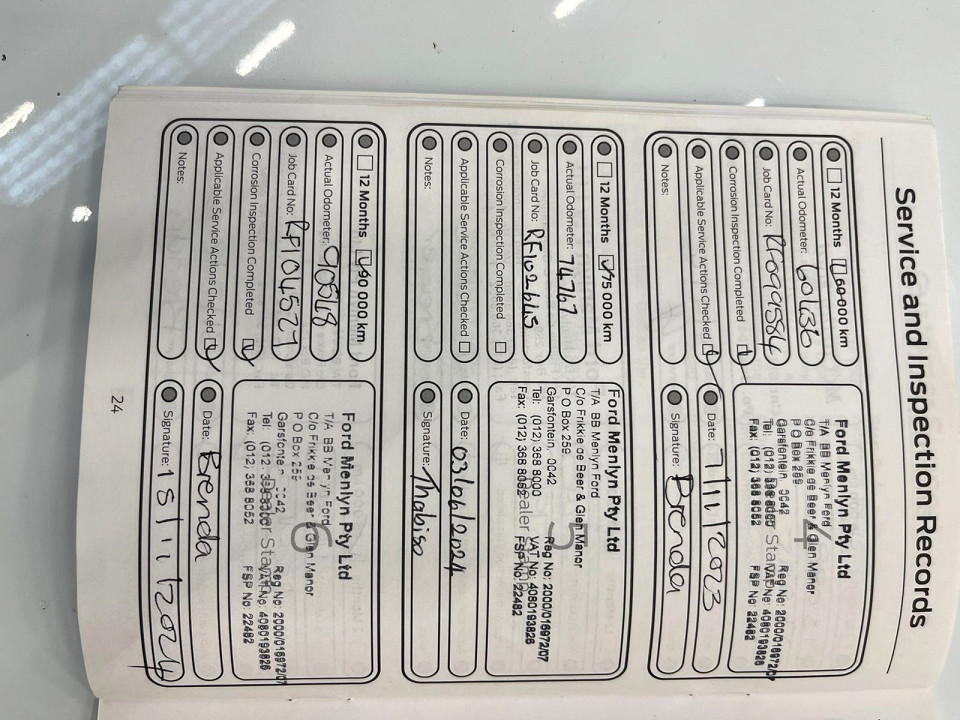 Service and Inspection Records
12 Months 60 000 km
Actual Odometer: 60436
Job Card No: RF099584
Corrosion Inspection Completed
Applicable Service Actions Checked
Notes:
4
Ford Menlyn Pty Ltd
T/A BB Menlyn Ford
C/o Frikkie de Beer & Glen Manor
P O Box 259
Garsfontein 0042 Reg No: 2000/016972/07
Tel: (012) 368 8000 VAT No: 4080193826
Fax: (012) 368 8052 FSP No: 22482
Date: 7/11/2023
Signature: Brenda
12 Months 75 000 km
Actual Odometer: 74767
Job Card No:
Corrosion Inspection Completed
Applicable Service Actions Checked
Notes:
5
Ford Menlyn Pty Ltd
T/A BB Menlyn Ford
C/o Frikkie de Beer & Glen Manor
P O Box 259
Garsfontein 0042 Reg No: 2000/016972/07
Tel: (012) 368 8000 VAT No: 4080193826
Fax: (012) 368 8052 FSP No: 22482
Date: 03/06/2024
Signature: Thabiso
12 Months 90 000 km
Actual Odometer: 90518
Job Card No: RF104527
Corrosion Inspection Completed
Applicable Service Actions Checked
Notes:
6
Ford Menlyn Pty Ltd
T/A BB Menlyn Ford
C/o Frikkie de Beer & Glen Manor
P O Box 259
Garsfontein 0042 Reg No: 2000/016972/07
Tel: (012) VAT No: 4080193826
Fax: (012) 368 8052 FSP No: 22482
Date: Brenda
Signature: 18/11/2024
24